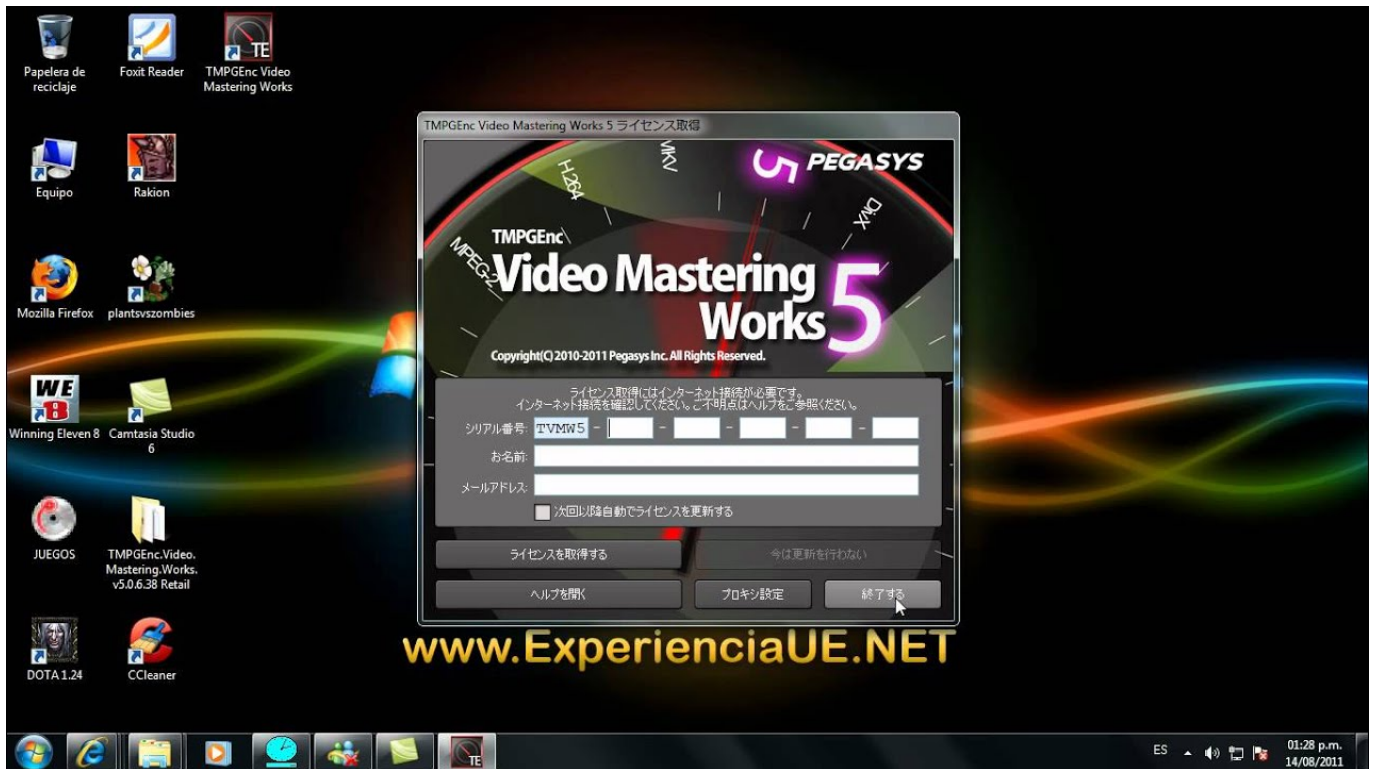 Papelera de
reciclaje
Foxit Reader
TE
TMPGEnc Video
Mastering Works
Equipo
Rakion
Mozilla Firefox
plantsvszombies
WE
8
Winning Eleven 8
Camtasia Studio
6
JUEGOS
TMPGEnc.Video.
Mastering.Works.
v5.0.6.38 Retail
DOTA 1.24
CCleaner
TMPGEnc Video Mastering Works 5 ライセンス取得
MPEG-2
H.264
MKV
5
DivX
PEGASYS
TMPGEnc
Video Mastering
Works 5
Copyright(C) 2010-2011 Pegasys Inc. All Rights Reserved.
ライセンス取得にはインターネット接続が必要です。
インターネット接続を確認してください。ご不明点はヘルプをご参照ください。
シリアル番号: TVMW5 - - - - -
お名前:
メールアドレス:
次回以降自動でライセンスを更新する
ライセンスを取得する
今は更新を行わない
ヘルプを開く
プロキシ設定
終了する
www.ExperienciaUE.NET
TE
ES
01:28 p.m.
14/08/2011